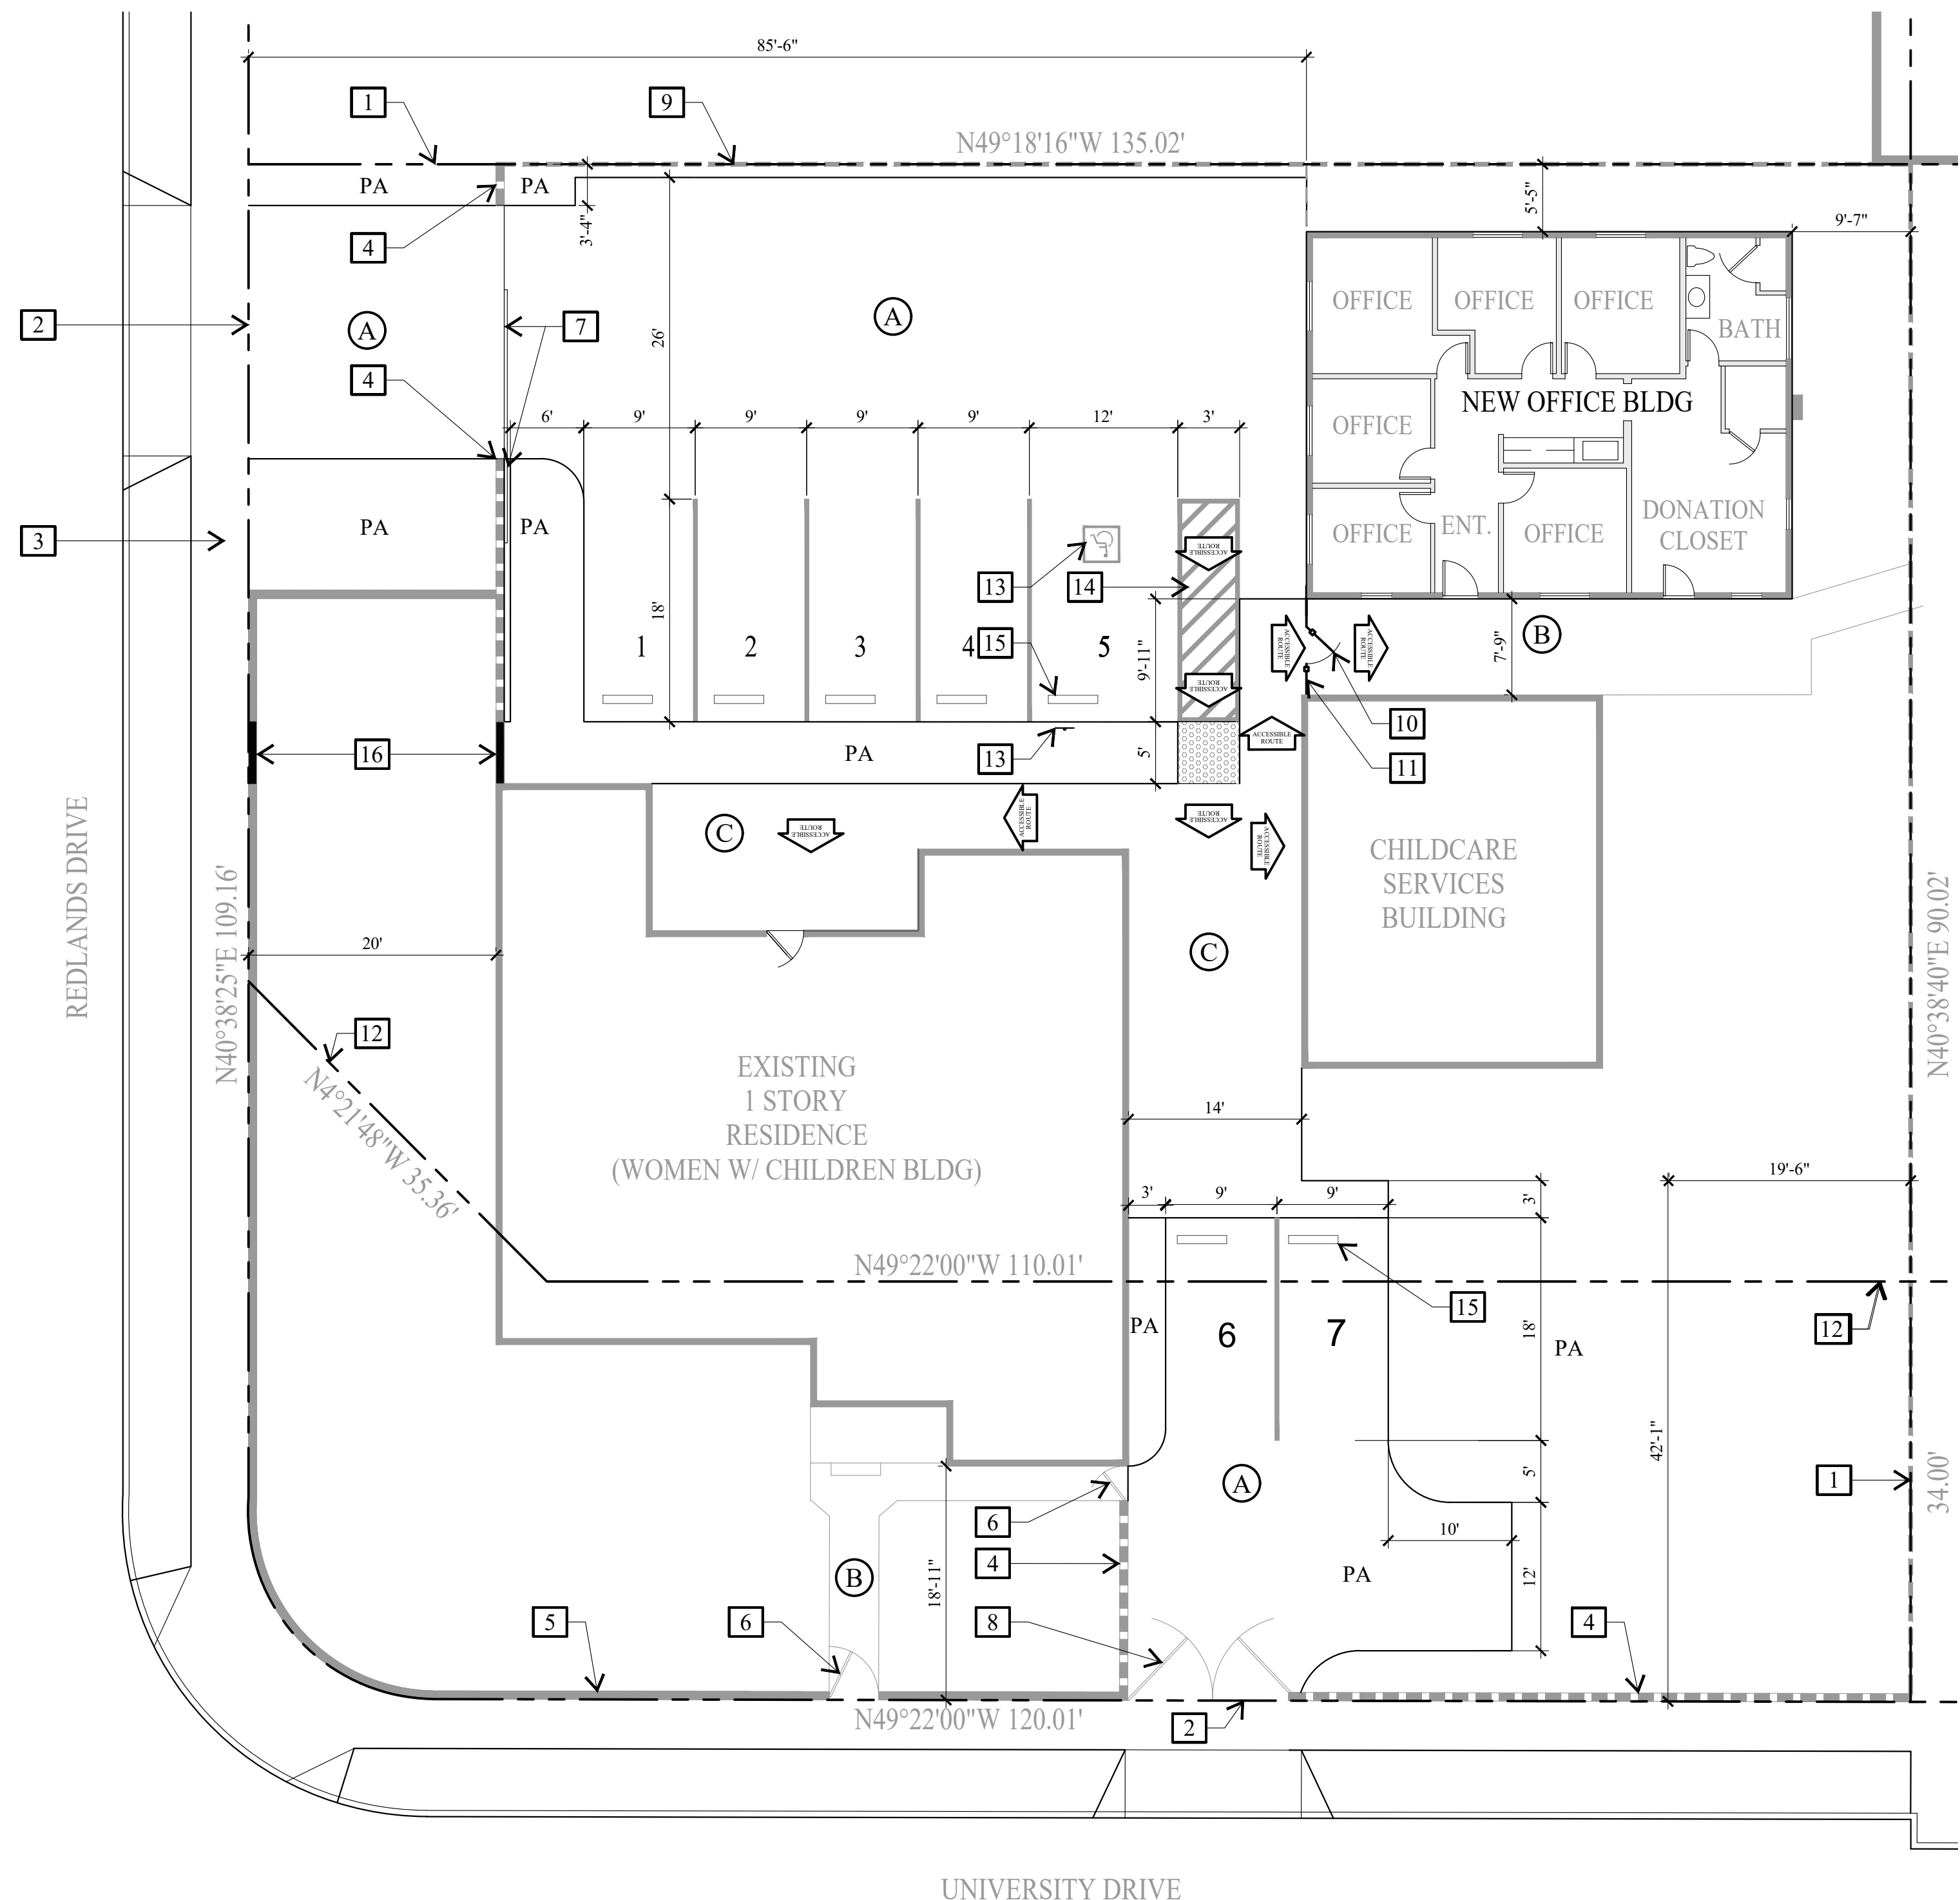 85'-6"
1
9
N49°18'16"W 135.02'
PA
PA
4
3'-4"
5'-5"
9'-7"
2
A
7
A
26'
4
OFFICE
OFFICE
OFFICE
BATH
NEW OFFICE BLDG
6'
9'
9'
9'
9'
12'
3'
OFFICE
3
PA
PA
OFFICE
ENT.
OFFICE
DONATION
CLOSET
13
14
ACCESSIBLE
ROUTE
18'
1
2
3
4
15
5
9'-11"
ACCESSIBLE
ROUTE
ACCESSIBLE
ROUTE
ACCESSIBLE
ROUTE
7'-9"
B
10
16
PA
13
5'
ACCESSIBLE
ROUTE
11
C
ACCESSIBLE
ROUTE
ACCESSIBLE
ROUTE
ACCESSIBLE
ROUTE
ACCESSIBLE
ROUTE
CHILDCARE
SERVICES
BUILDING
REDLANDS DRIVE
N40°38'25"E 109.16'
20'
C
N40°38'40"E 90.02'
12
N4°21'48"W 35.36'
EXISTING
1 STORY
RESIDENCE
(WOMEN W/ CHILDREN BLDG)
14'
19'-6"
3'
9'
9'
3'
N49°22'00"W 110.01'
15
12
PA
6
7
18'
PA
42'-1"
A
5'
1
34.00'
6
10'
4
B
18'-11"
PA
12'
5
6
8
4
N49°22'00"W 120.01'
2
UNIVERSITY DRIVE